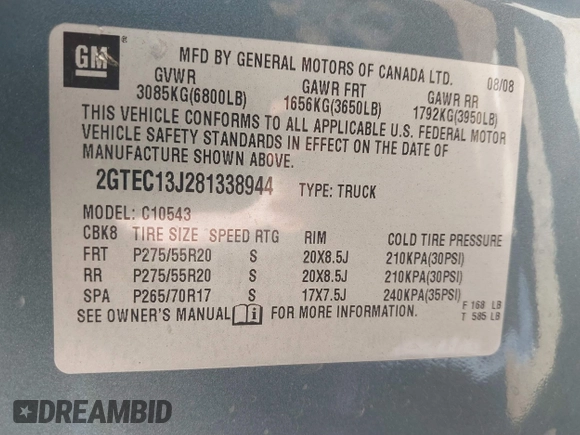 GM
MFD BY GENERAL MOTORS OF CANADA LTD. 08/08
GVWR GAWR FRT GAWR RR
3085KG(6800LB) 1656KG(3650LB) 1792KG(3950LB)
THIS VEHICLE CONFORMS TO ALL APPLICABLE U.S. FEDERAL MOTOR
VEHICLE SAFETY STANDARDS IN EFFECT ON THE DATE OF
MANUFACTURE SHOWN ABOVE.
2GTEC13J281338944 TYPE: TRUCK
MODEL: C10543
CBK8 TIRE SIZE SPEED RTG RIM COLD TIRE PRESSURE
FRT P275/55R20 S 20X8.5J 210KPA(30PSI)
RR P275/55R20 S 20X8.5J 210KPA(30PSI)
SPA P265/70R17 S 17X7.5J 240KPA(35PSI)
SEE OWNER'S MANUAL FOR MORE INFORMATION. F 168 LB
T 585 LB
DREAMBID